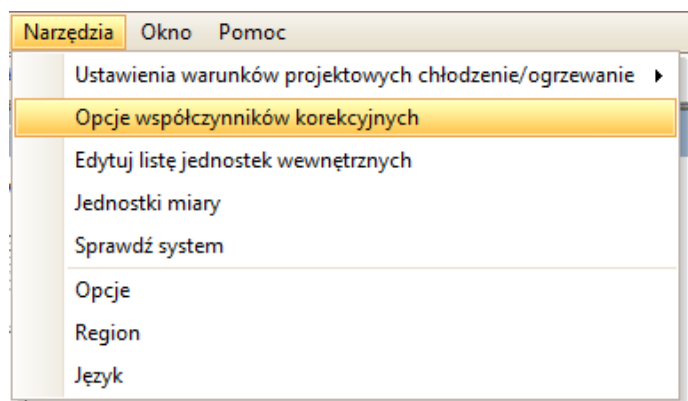 Narzędzia Okno Pomoc
Ustawienia warunków projektowych chłodzenie/ogrzewanie
Opcje współczynników korekcyjnych
Edytuj listę jednostek wewnętrznych
Jednostki miary
Sprawdź system
Opcje
Region
Język